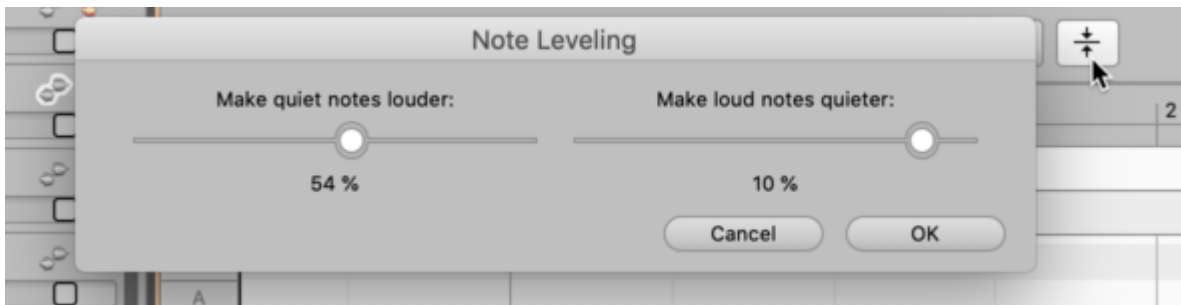 Note Leveling
Make quiet notes louder:
Make loud notes quieter:
2
54 %
10 %
Cancel
OK
A